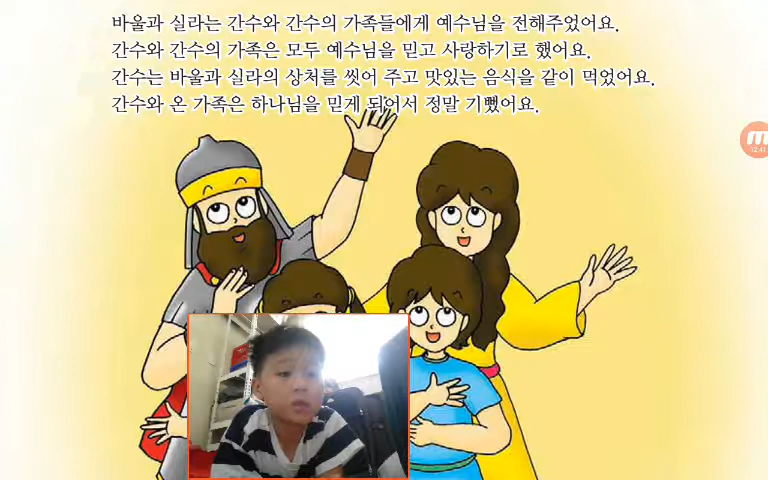 바울과 실라는 간수와 간수의 가족들에게 예수님을 전해주었어요.
간수와 간수의 가족은 모두 예수님을 믿고 사랑하기로 했어요.
간수는 바울과 실라의 상처를 씻어 주고 맛있는 음식을 같이 먹었어요.
간수와 온 가족은 하나님을 믿게 되어서 정말 기뻤어요.
12:41